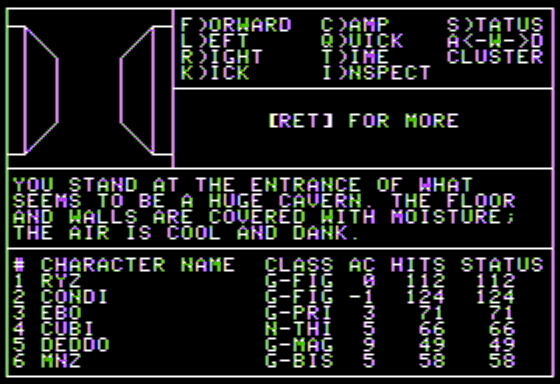 F)ORWARD C)AMP S)TATUS
L)EFT Q)UICK A<-W->D
R)IGHT T)IME CLUSTER
K)ICK I)NSPECT
[RET] FOR MORE
YOU STAND AT THE ENTRANCE OF WHAT
SEEMS TO BE A HUGE CAVERN. THE FLOOR
AND WALLS ARE COVERED WITH MOISTURE;
THE AIR IS COOL AND DANK.
# CHARACTER NAME CLASS AC HITS STATUS
1 RYZ G-FIG 0 112 112
2 CONDI G-FIG -1 124 124
3 EBO G-PRI 3 71 71
4 CUBI N-THI 5 66 66
5 DEDDO G-MAG 9 49 49
6 MNZ G-BIS 5 58 58